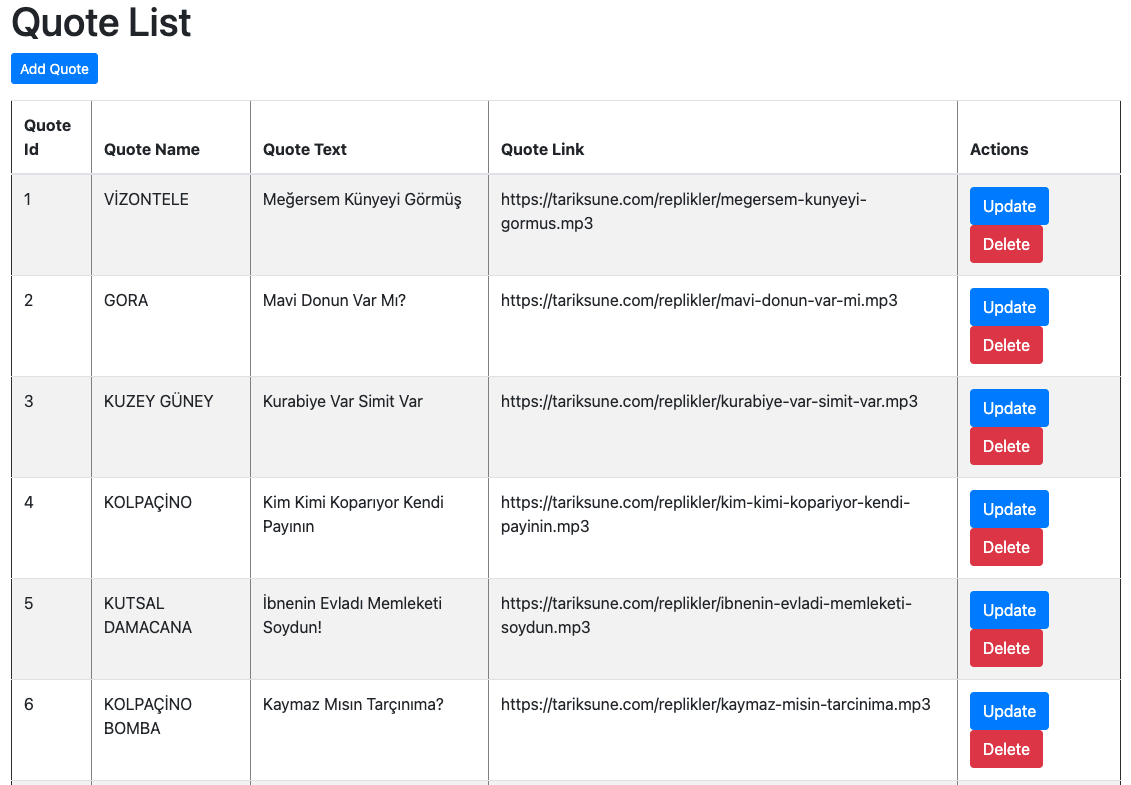 Quote List
Add Quote
Quote
Id
Quote Name
Quote Text
Quote Link
Actions
1
VİZONTELE
Meğersem Künyeyi Görmüş
https://tariksune.com/replikler/megersem-kunyeyi-
gormus.mp3
Update
Delete
2
GORA
Mavi Donun Var Mı?
https://tariksune.com/replikler/mavi-donun-var-mi.mp3
Update
Delete
3
KUZEY GÜNEY
Kurabiye Var Simit Var
https://tariksune.com/replikler/kurabiye-var-simit-var.mp3
Update
Delete
4
KOLPAÇİNO
Kim Kimi Koparıyor Kendi
Payının
https://tariksune.com/replikler/kim-kimi-kopariyor-kendi-
payinin.mp3
Update
Delete
5
KUTSAL
DAMACANA
İbnenin Evladı Memleketi
Soydun!
https://tariksune.com/replikler/ibnenin-evladi-memleketi-
soydun.mp3
Update
Delete
6
KOLPAÇİNO
BOMBA
Kaymaz Mısın Tarçınıma?
https://tariksune.com/replikler/kaymaz-misin-tarcinima.mp3
Update
Delete